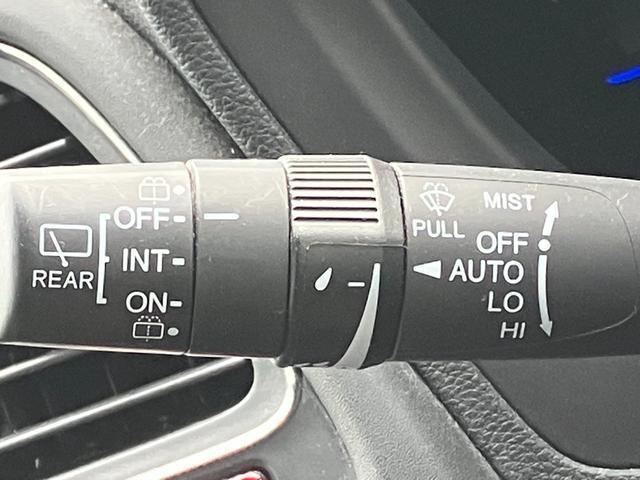 REAR
OFF
INT
ON
PULL
MIST
OFF
AUTO
LO
HI